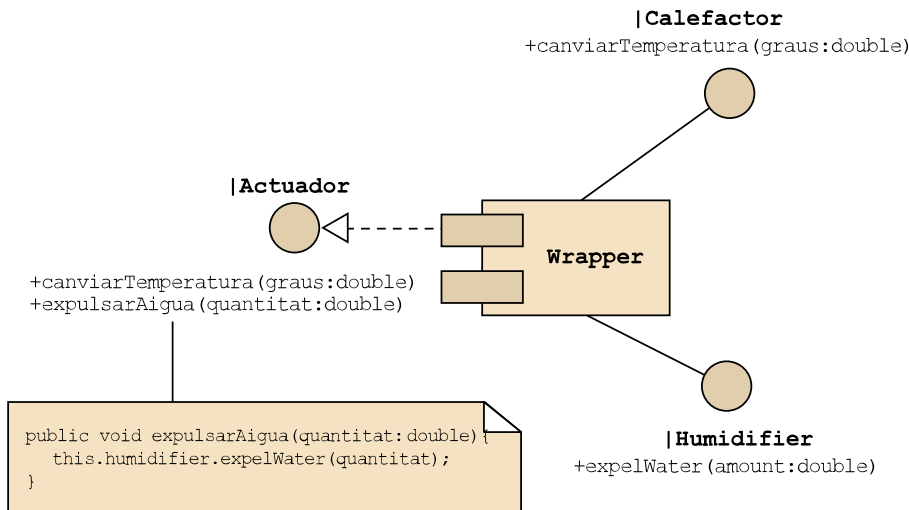 |Calefactor
+canviarTemperatura(graus:double)
|Actuador
Wrapper
+canviarTemperatura(graus:double)
+expulsarAigua(quantitat:double)
|Humidifier
+expelWater(amount:double)
public void expulsarAigua(quantitat:double){
this.humidifier.expelWater(quantitat);
}